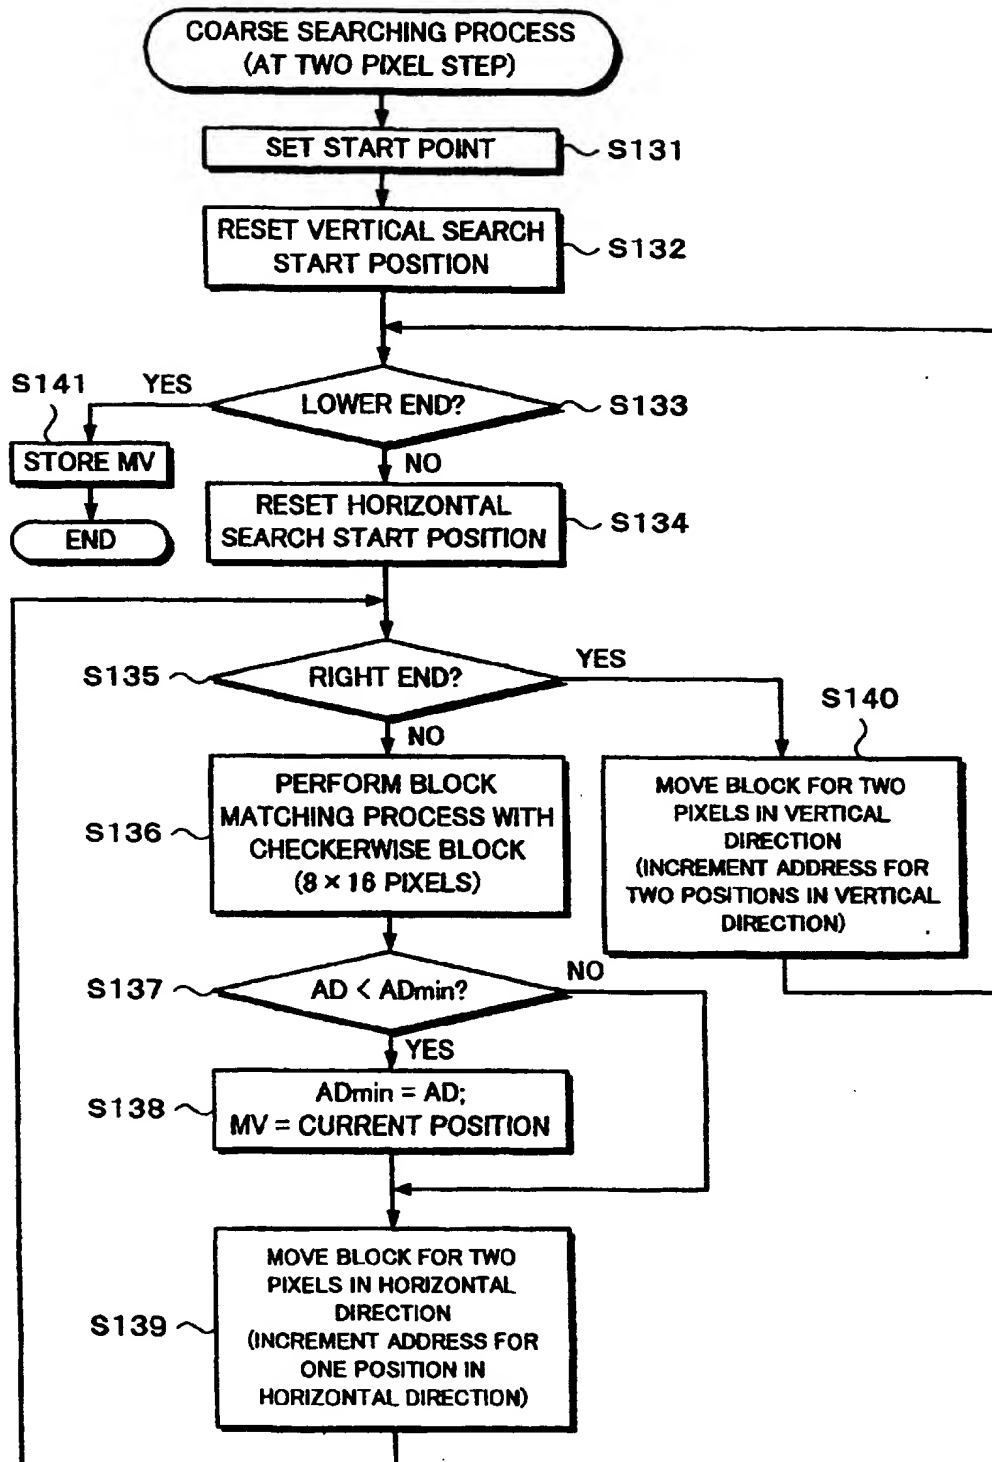 COARSE SEARCHING PROCESS
(AT TWO PIXEL STEP)
SET START POINT
S131
RESET VERTICAL SEARCH
START POSITION
S132
S141
YES
LOWER END?
S133
STORE MV
NO
END
RESET HORIZONTAL
SEARCH START POSITION
S134
S135
RIGHT END?
YES
S140
NO
PERFORM BLOCK
MATCHING PROCESS WITH
CHECKERWISE BLOCK
(8 × 16 PIXELS)
S136
MOVE BLOCK FOR TWO
PIXELS IN VERTICAL
DIRECTION
(INCREMENT ADDRESS FOR
TWO POSITIONS IN VERTICAL
DIRECTION)
S137
AD < ADmin?
NO
YES
S138
ADmin = AD;
MV = CURRENT POSITION
MOVE BLOCK FOR TWO
PIXELS IN HORIZONTAL
DIRECTION
(INCREMENT ADDRESS FOR
ONE POSITION IN
HORIZONTAL DIRECTION)
S139